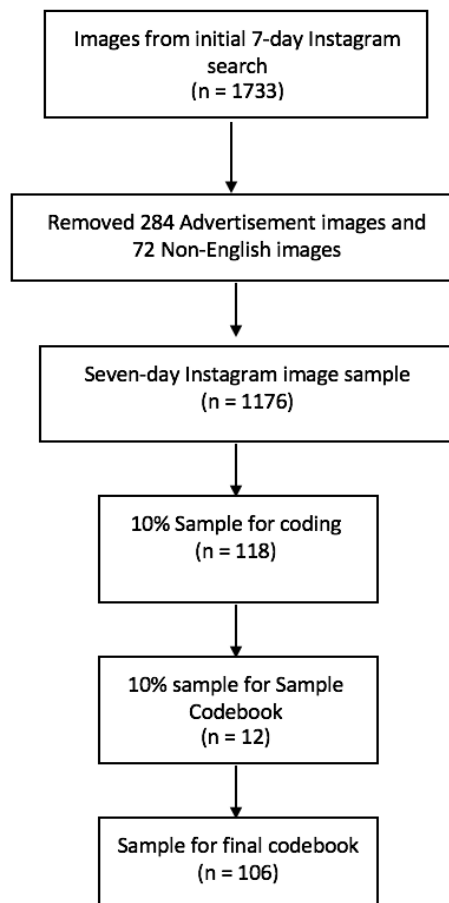 Images from initial 7-day Instagram
search
(n = 1733)
Removed 284 Advertisement images and
72 Non-English images
Seven-day Instagram image sample
(n = 1176)
10% Sample for coding
(n = 118)
10% sample for Sample
Codebook
(n = 12)
Sample for final codebook
(n = 106)